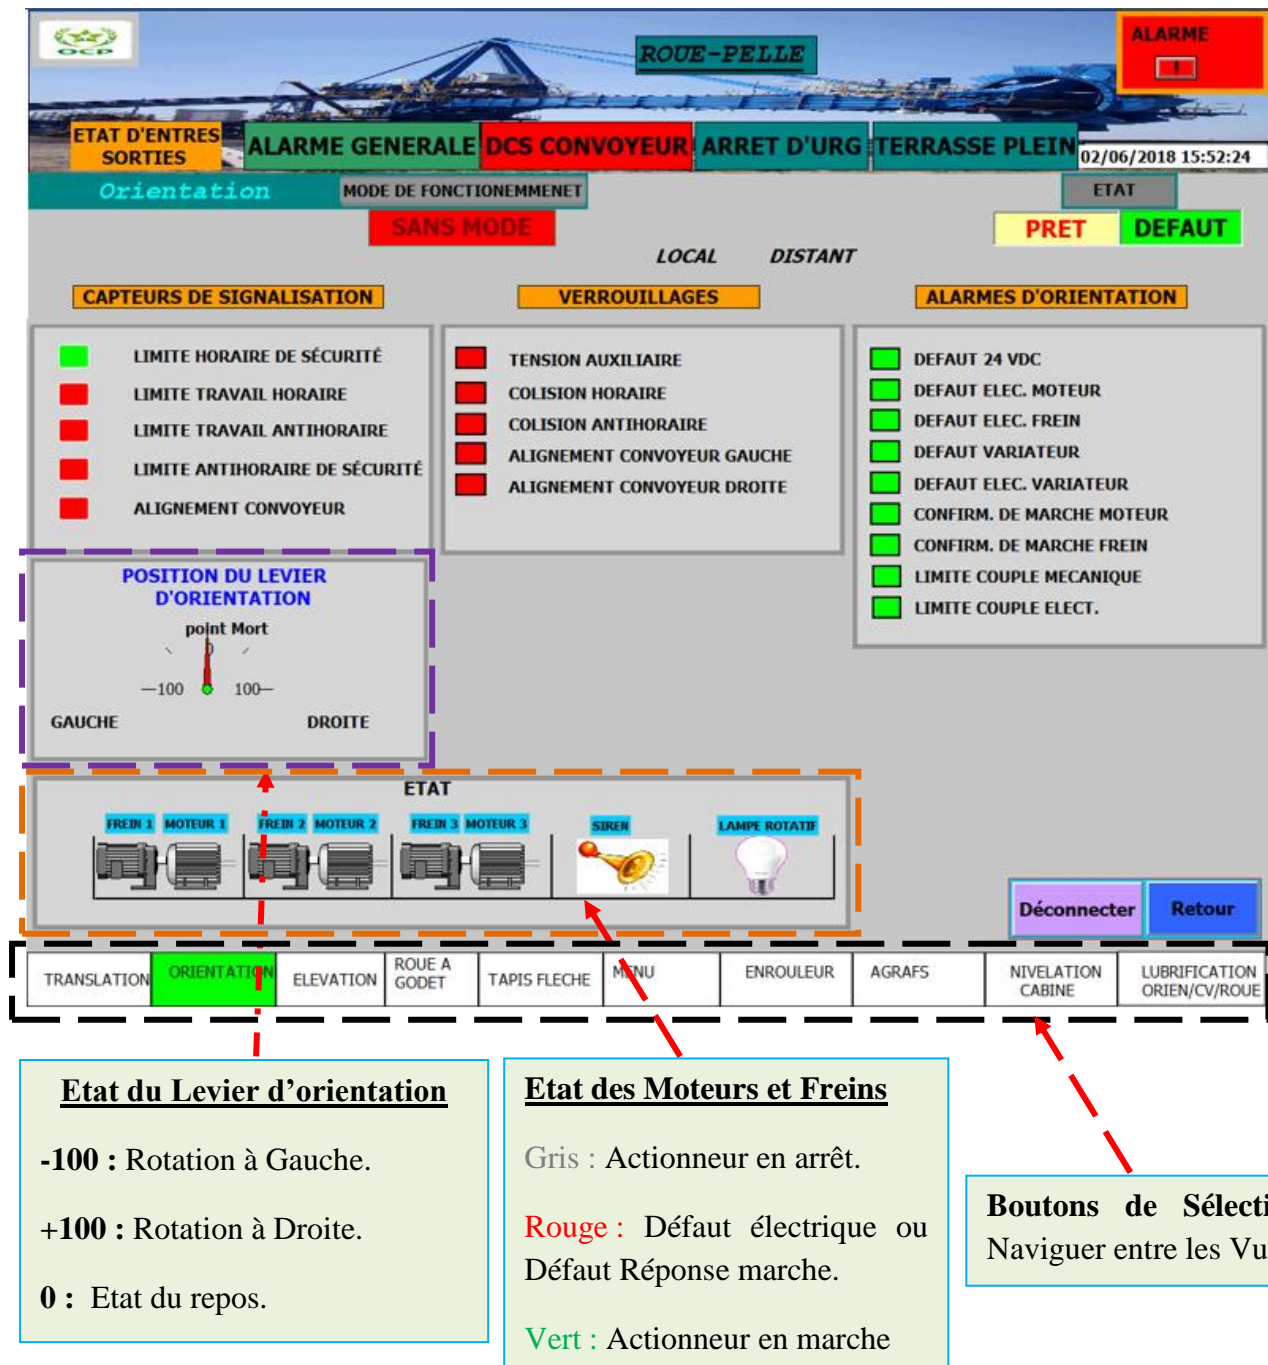 OCP
ROUE-PELLE
ALARME
!
ETAT D'ENTRES
SORTIES
ALARME GENERALE
DCS CONVOYEUR
ARRET D'URG
TERRASSE PLEIN
02/06/2018 15:52:24
Orientation
MODE DE FONCTIONEMMENET
ETAT
SANS MODE
PRET
DEFAUT
LOCAL
DISTANT
CAPTEURS DE SIGNALISATION
VERROUILLAGES
ALARMES D'ORIENTATION
LIMITE HORAIRE DE SÉCURITÉ
LIMITE TRAVAIL HORAIRE
LIMITE TRAVAIL ANTIHORAIRE
LIMITE ANTIHORAIRE DE SÉCURITÉ
ALIGNEMENT CONVOYEUR
TENSION AUXILIAIRE
COLISION HORAIRE
COLISION ANTIHORAIRE
ALIGNEMENT CONVOYEUR GAUCHE
ALIGNEMENT CONVOYEUR DROITE
DEFAUT 24 VDC
DEFAUT ELEC. MOTEUR
DEFAUT ELEC. FREIN
DEFAUT VARIATEUR
DEFAUT ELEC. VARIATEUR
CONFIRM. DE MARCHE MOTEUR
CONFIRM. DE MARCHE FREIN
LIMITE COUPLE MECANIQUE
LIMITE COUPLE ELECT.
POSITION DU LEVIER
D'ORIENTATION
point Mort
0
-100
100
GAUCHE
DROITE
ETAT
FREIN 1
MOTEUR 1
FREIN 2
MOTEUR 2
FREIN 3
MOTEUR 3
SIREN
LAMPE ROTATIF
Déconnecter
Retour
TRANSLATION
ORIENTATION
ELEVATION
ROUE A
GODET
TAPIS FLECHE
MENU
ENROULEUR
AGRAFS
NIVELATION
CABINE
LUBRIFICATION
ORIEN/CV/ROUE
Etat du Levier d'orientation
-100 : Rotation à Gauche.
+100 : Rotation à Droite.
0 : Etat du repos.
Etat des Moteurs et Freins
Gris : Actionneur en arrêt.
Rouge : Défaut électrique ou
Défaut Réponse marche.
Vert : Actionneur en marche
Boutons de Sélecti
Naviguer entre les Vu